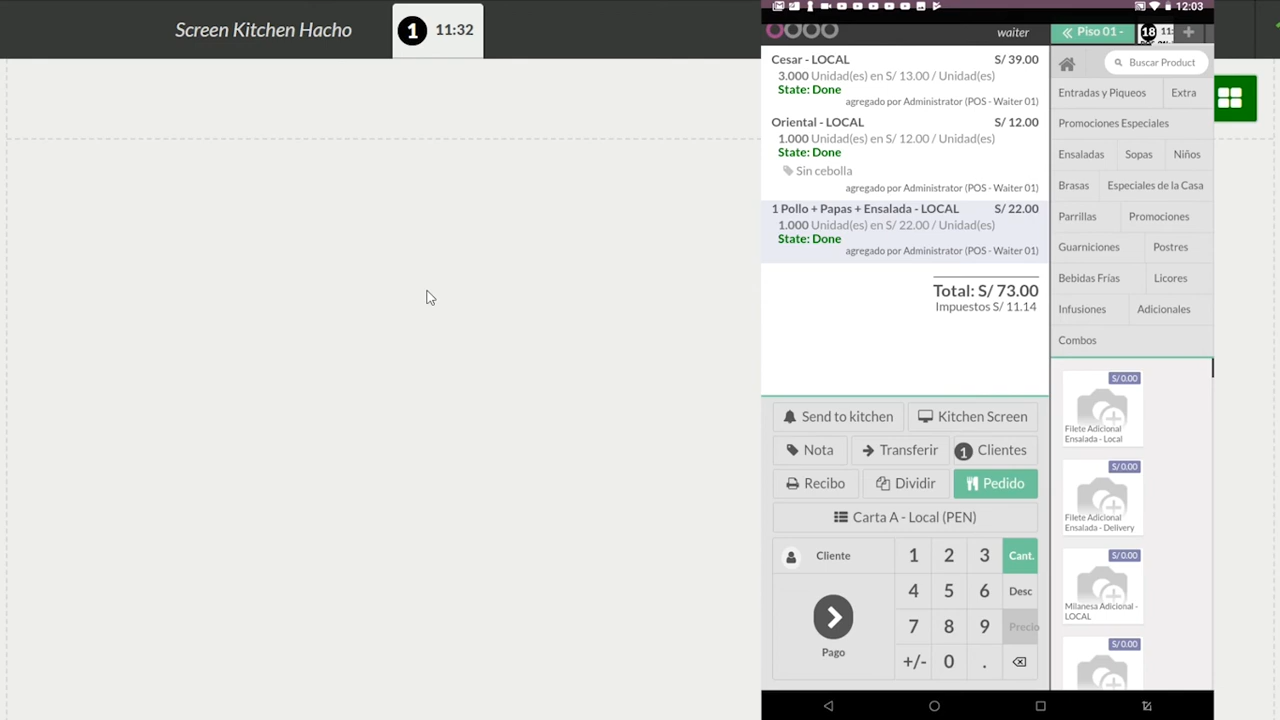 Screen Kitchen Hacho
1 11:32
12:03
waiter
Piso 01 -
18
Cesar - LOCAL S/ 39.00
3.000 Unidad(es) en S/ 13.00 / Unidad(es)
State: Done
agregado por Administrator (POS - Waiter 01)
Oriental - LOCAL S/ 12.00
1.000 Unidad(es) en S/ 12.00 / Unidad(es)
State: Done
Sin cebolla
agregado por Administrator (POS - Waiter 01)
1 Pollo + Papas + Ensalada - LOCAL S/ 22.00
1.000 Unidad(es) en S/ 22.00 / Unidad(es)
State: Done
agregado por Administrator (POS - Waiter 01)
Total: S/ 73.00
Impuestos S/ 11.14
Send to kitchen Kitchen Screen
Nota Transferir 1 Clientes
Recibo Dividir Pedido
Carta A - Local (PEN)
Cliente 1 2 3 Cant.
4 5 6 Desc
7 8 9 Precio
Pago
+/- 0 .
Buscar Product
Entradas y Piqueos Extra
Promociones Especiales
Ensaladas Sopas Niños
Brasas Especiales de la Casa
Parrillas Promociones
Guarniciones Postres
Bebidas Frías Licores
Infusiones Adicionales
Combos
S/ 0.00
Filete Adicional
Ensalada - Local
S/ 0.00
Filete Adicional
Ensalada - Delivery
S/ 0.00
Milanesa Adicional -
LOCAL
S/ 0.00